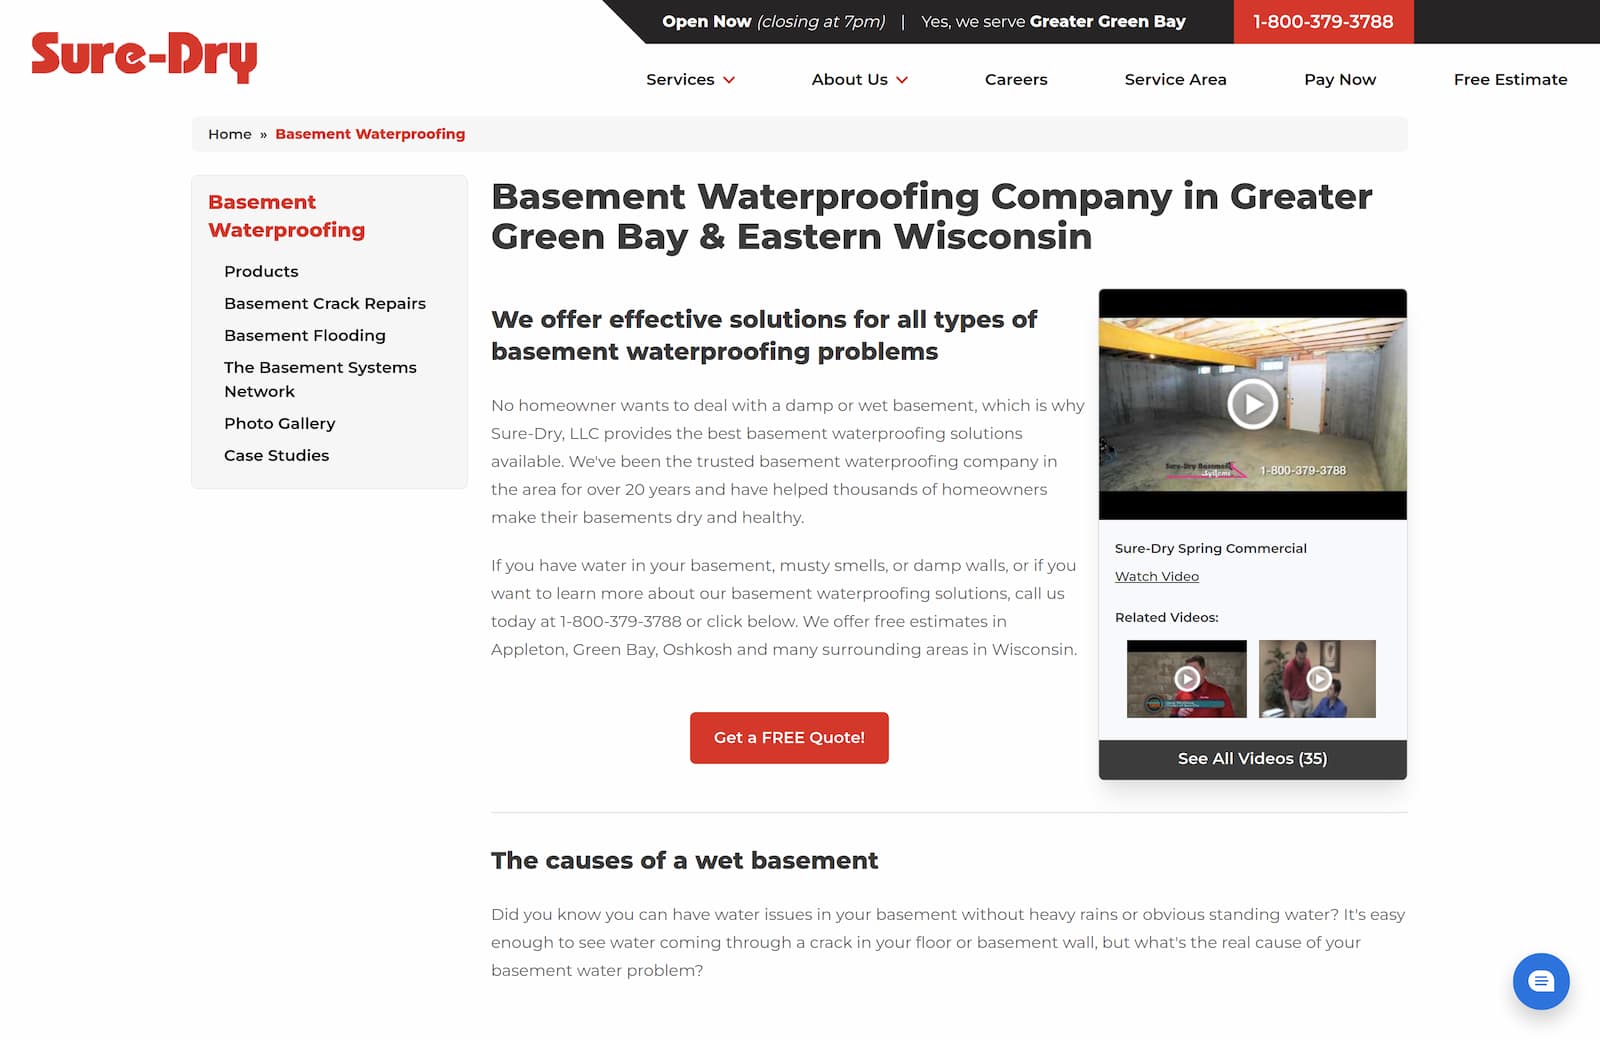 Open Now (closing at 7pm) | Yes, we serve Greater Green Bay
1-800-379-3788
Sure-Dry
Services
About Us
Careers
Service Area
Pay Now
Free Estimate
Home » Basement Waterproofing
Basement
Waterproofing
Products
Basement Crack Repairs
Basement Flooding
The Basement Systems
Network
Photo Gallery
Case Studies
Basement Waterproofing Company in Greater
Green Bay & Eastern Wisconsin
We offer effective solutions for all types of
basement waterproofing problems
No homeowner wants to deal with a damp or wet basement, which is why
Sure-Dry, LLC provides the best basement waterproofing solutions
available. We've been the trusted basement waterproofing company in
the area for over 20 years and have helped thousands of homeowners
make their basements dry and healthy.
If you have water in your basement, musty smells, or damp walls, or if you
want to learn more about our basement waterproofing solutions, call us
today at 1-800-379-3788 or click below. We offer free estimates in
Appleton, Green Bay, Oshkosh and many surrounding areas in Wisconsin.
Get a FREE Quote!
Sure-Dry Basement
Systems
1-800-379-3788
Sure-Dry Spring Commercial
Watch Video
Related Videos:
See All Videos (35)
The causes of a wet basement
Did you know you can have water issues in your basement without heavy rains or obvious standing water? It's easy
enough to see water coming through a crack in your floor or basement wall, but what's the real cause of your
basement water problem?